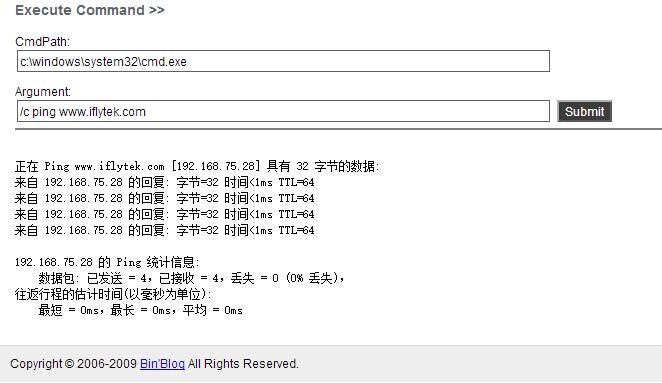 Execute Command >>
CmdPath:
c:\windows\system32\cmd.exe
Argument:
/c ping www.iflytek.com
Submit
正在 Ping www.iflytek.com [192.168.75.28] 具有 32 字节的数据:
来自 192.168.75.28 的回复: 字节=32 时间<1ms TTL=64
来自 192.168.75.28 的回复: 字节=32 时间<1ms TTL=64
来自 192.168.75.28 的回复: 字节=32 时间<1ms TTL=64
来自 192.168.75.28 的回复: 字节=32 时间<1ms TTL=64
192.168.75.28 的 Ping 统计信息:
数据包: 已发送 = 4，已接收 = 4，丢失 = 0 (0% 丢失)，
往返行程的估计时间(以毫秒为单位):
最短 = 0ms，最长 = 0ms，平均 = 0ms
Copyright © 2006-2009 Bin'Blog All Rights Reserved.